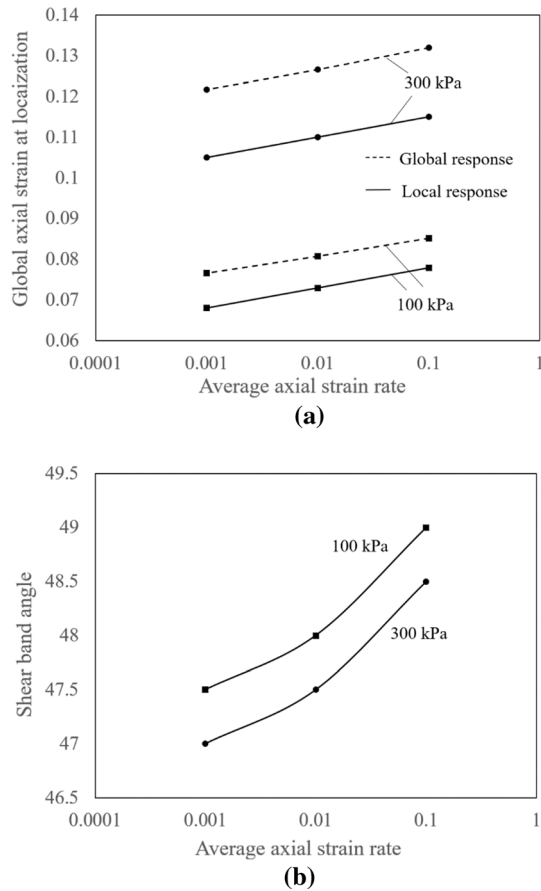 0.14
0.13
0.12
0.11
0.1
0.09
0.08
0.07
0.06
Global axial strain at locaization
300 kPa
Global response
Local response
100 kPa
0.0001
0.001
0.01
0.1
1
Average axial strain rate
(a)
49.5
49
48.5
48
47.5
47
46.5
Shear band angle
100 kPa
300 kPa
0.0001
0.001
0.01
0.1
1
Average axial strain rate
(b)